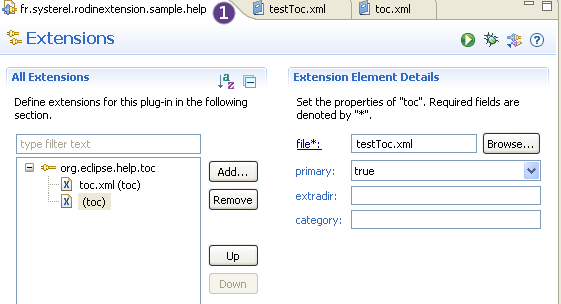 fr.systerel.rodinextension.sample.help 1 testToc.xml toc.xml
Extensions
All Extensions
Define extensions for this plug-in in the following
section.
type filter text
org.eclipse.help.toc
toc.xml (toc)
(toc)
Add...
Remove
Up
Down
Extension Element Details
Set the properties of "toc". Required fields are
denoted by "*".
file*: testToc.xml Browse...
primary: true
extradir:
category: